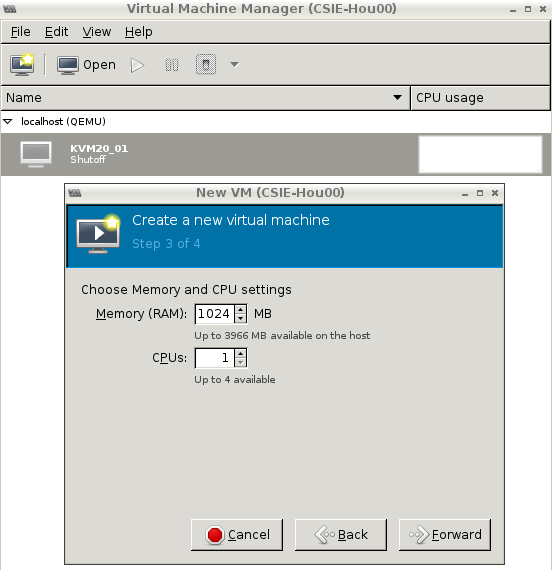 Virtual Machine Manager (CSIE-Hou00)
File Edit View Help
Open
Name CPU usage
localhost (QEMU)
KVM20_01
Shutoff
New VM (CSIE-Hou00)
Create a new virtual machine
Step 3 of 4
Choose Memory and CPU settings
Memory (RAM): 1024 MB
Up to 3966 MB available on the host
CPUs: 1
Up to 4 available
Cancel Back Forward